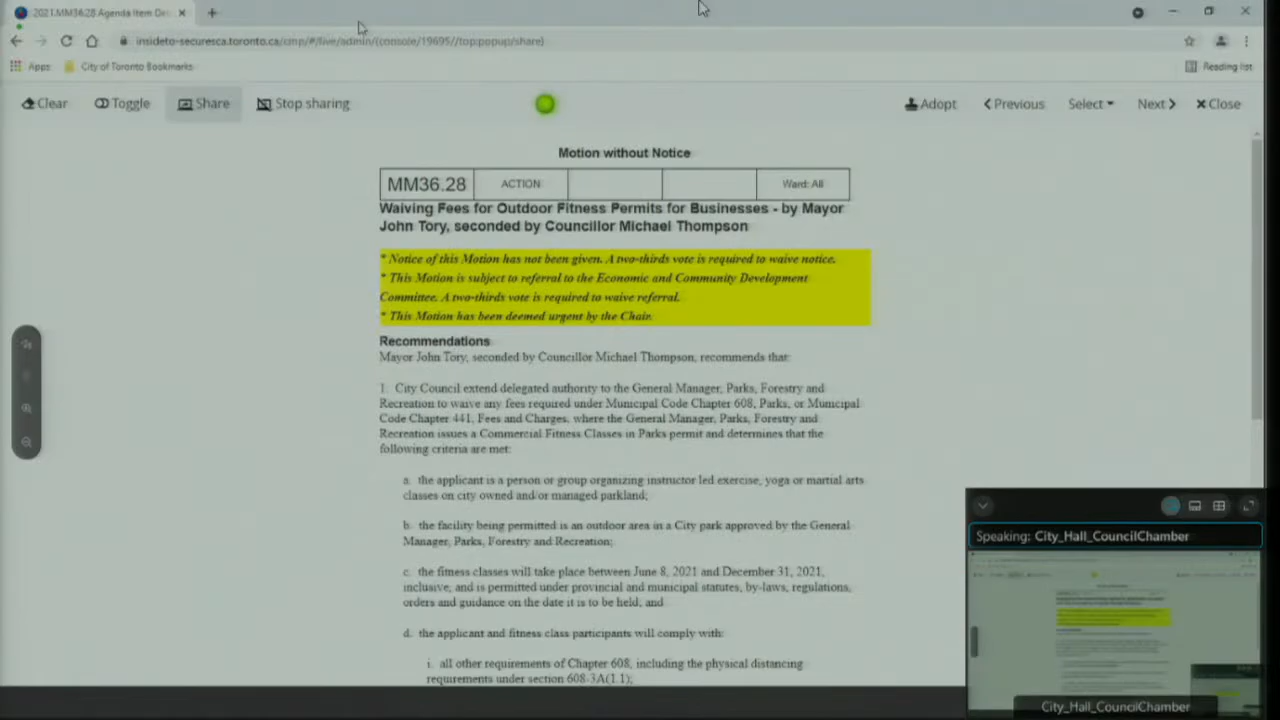 2021.MM36.28 Agenda Item De
insideto-securesca.toronto.ca/cmp/#/live/admin/(console/19695//top:popup/share)
Apps City of Toronto Bookmarks Reading list
Clear Toggle Share Stop sharing Adopt Previous Select Next Close
Motion without Notice
MM36.28 ACTION Ward: All
Waiving Fees for Outdoor Fitness Permits for Businesses - by Mayor
John Tory, seconded by Councillor Michael Thompson
* Notice of this Motion has not been given. A two-thirds vote is required to waive notice.
* This Motion is subject to referral to the Economic and Community Development
Committee. A two-thirds vote is required to waive referral.
* This Motion has been deemed urgent by the Chair.
Recommendations
Mayor John Tory, seconded by Councillor Michael Thompson, recommends that:
1. City Council extend delegated authority to the General Manager, Parks, Forestry and
Recreation to waive any fees required under Municipal Code Chapter 608, Parks, or Municipal
Code Chapter 441, Fees and Charges, where the General Manager, Parks, Forestry and
Recreation issues a Commercial Fitness Classes in Parks permit and determines that the
following criteria are met:
a. the applicant is a person or group organizing instructor led exercise, yoga or martial arts
classes on city owned and/or managed parkland;
b. the facility being permitted is an outdoor area in a City park approved by the General
Manager, Parks, Forestry and Recreation;
c. the fitness classes will take place between June 8, 2021 and December 31, 2021,
inclusive, and is permitted under provincial and municipal statutes, by-laws, regulations,
orders and guidance on the date it is to be held; and
d. the applicant and fitness class participants will comply with:
i. all other requirements of Chapter 608, including the physical distancing
requirements under section 608-3A(1.1);
Speaking: City_Hall_CouncilChamber
City_Hall_CouncilChamber